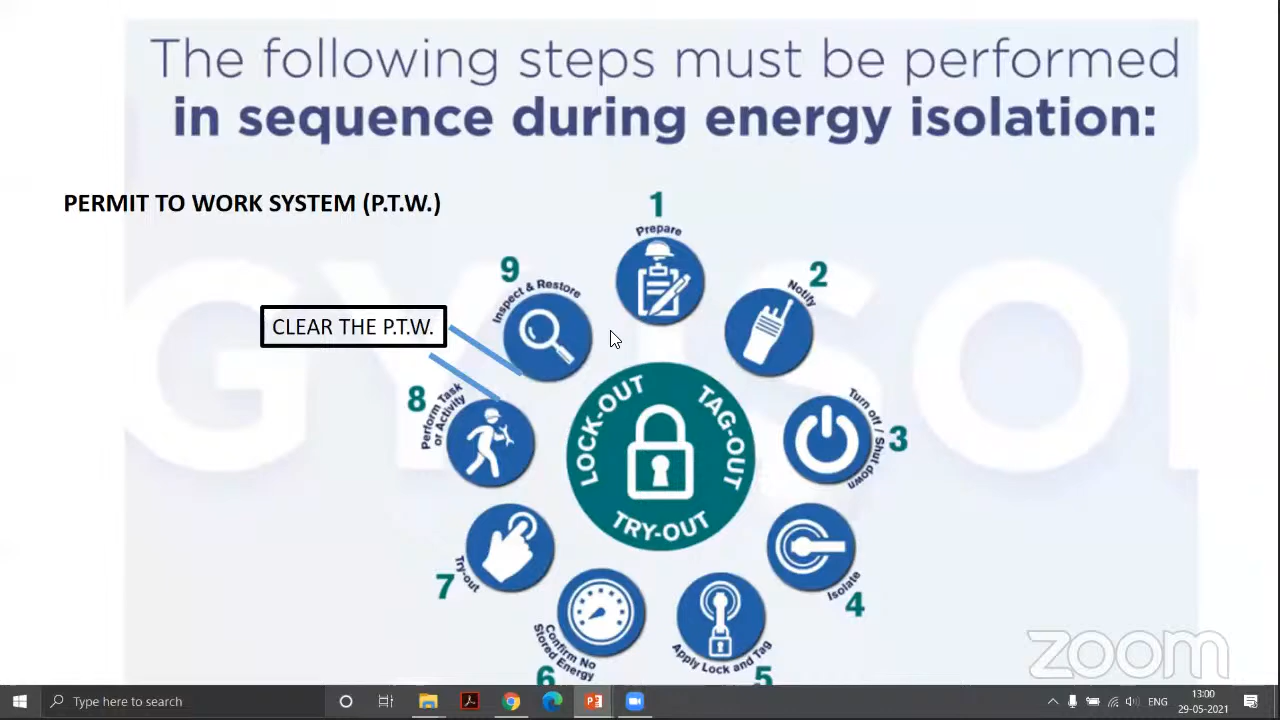 The following steps must be performed
in sequence during energy isolation:
PERMIT TO WORK SYSTEM (P.T.W.)
1
Prepare
2
Notify
3
Turn off / Shut down
4
Isolate
5
Apply Lock and Tag
6
Confirm No
Stored Energy
7
Try-out
8
Perform Task
or Activity
9
Inspect & Restore
CLEAR THE P.T.W.
LOCK-OUT
TAG-OUT
TRY-OUT
zoom
Type here to search
ENG
13:00
29-05-2021